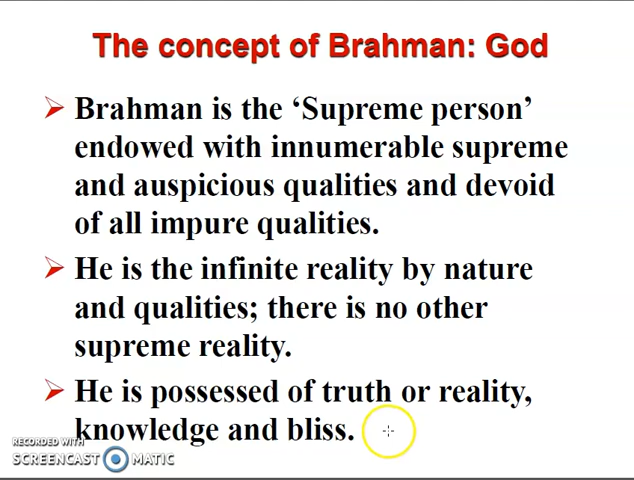 The concept of Brahman: God
Brahman is the ‘Supreme person’
endowed with innumerable supreme
and auspicious qualities and devoid
of all impure qualities.
He is the infinite reality by nature
and qualities; there is no other
supreme reality.
He is possessed of truth or reality,
knowledge and bliss.
RECORDED WITH
SCREENCAST MATIC